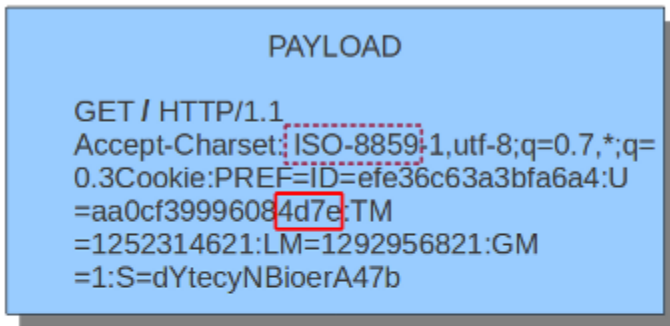 PAYLOAD
GET / HTTP/1.1
Accept-Charset: ISO-8859-1,utf-8;q=0.7,*;q=
0.3Cookie:PREF=ID=efe36c63a3bfa6a4:U
=aa0cf39996084d7e:TM
=1252314621:LM=1292956821:GM
=1:S=dYtecyNBioerA47b